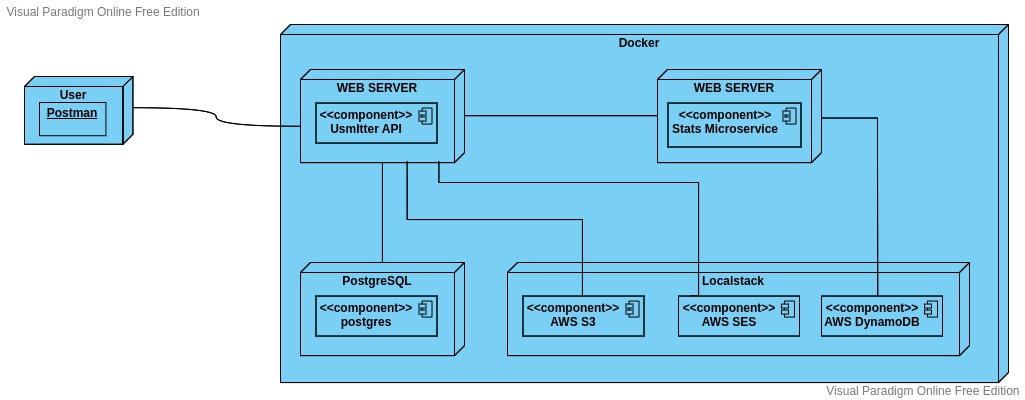 Visual Paradigm Online Free Edition
Docker
User
Postman
WEB SERVER
<<component>>
UsmItter API
WEB SERVER
<<component>>
Stats Microservice
PostgreSQL
<<component>>
postgres
Localstack
<<component>>
AWS S3
<<component>>
AWS SES
<<component>>
AWS DynamoDB
Visual Paradigm Online Free Edition